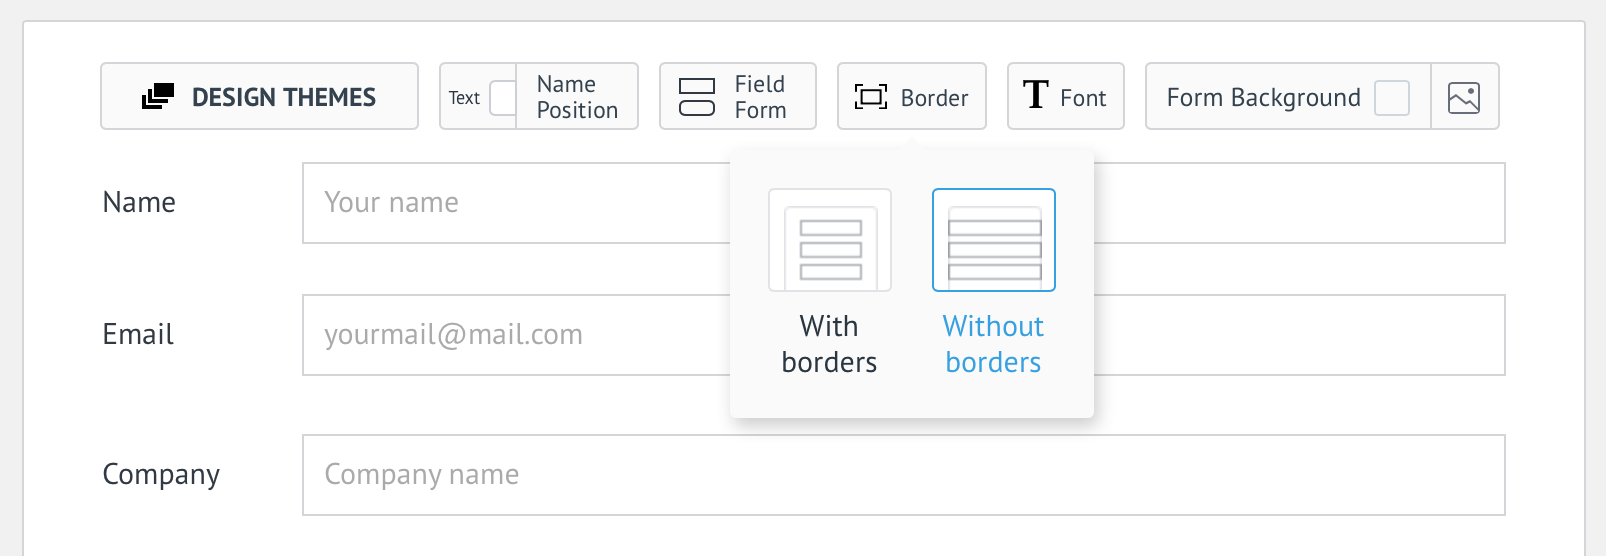 DESIGN THEMES
Text
Name
Position
Field
Form
Border
Font
Form Background
Name
Your name
With
borders
Without
borders
Email
yourmail@mail.com
Company
Company name